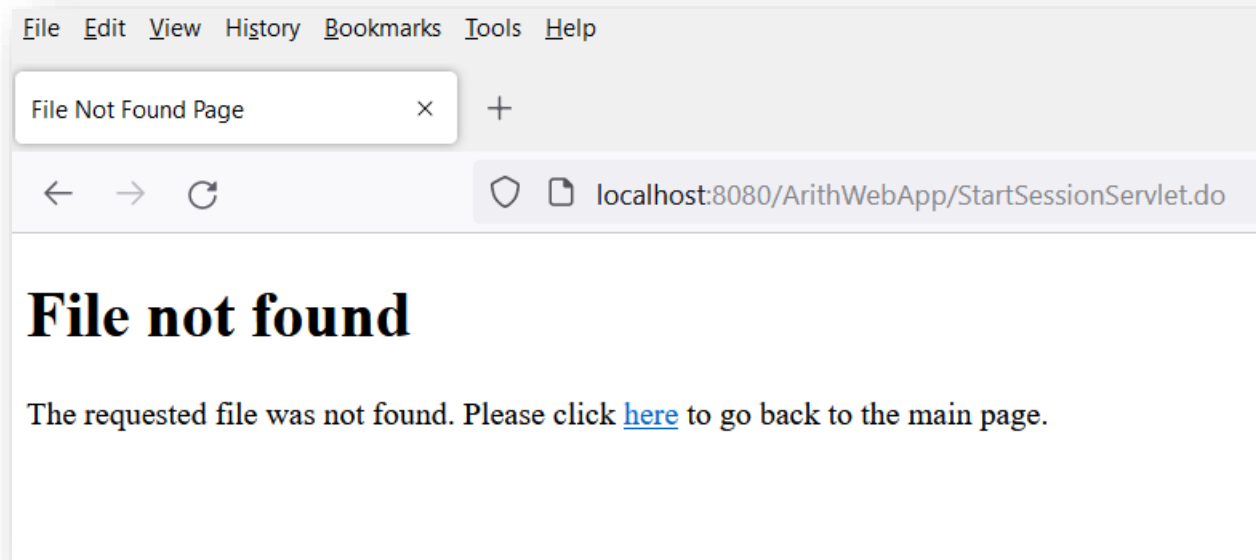 File Edit View History Bookmarks Tools Help
File Not Found Page
localhost:8080/ArithWebApp/StartSessionServlet.do
File not found
The requested file was not found. Please click here to go back to the main page.